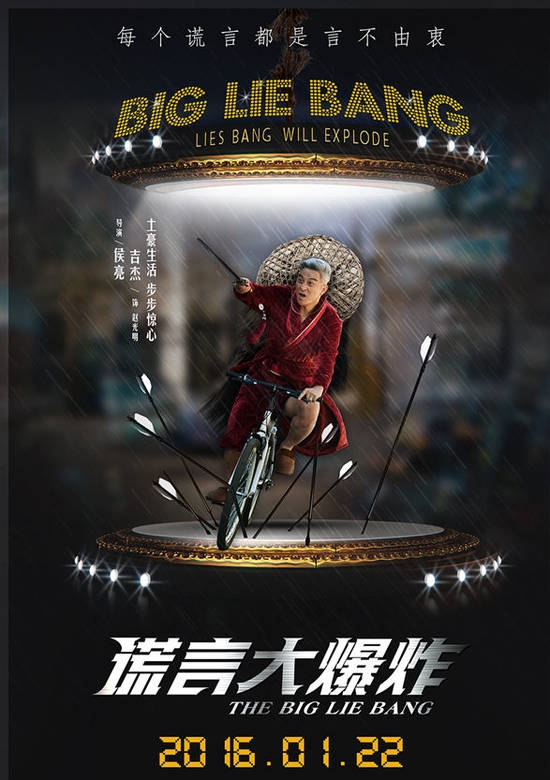 每个谎言都是言不由衷
BIG LIE BANG
LIES BANG WILL EXPLODE
土豪生活 步步惊心
吉杰/饰 赵光明
导演/侯亮
谎言大爆炸
THE BIG LIE BANG
2016.01.22